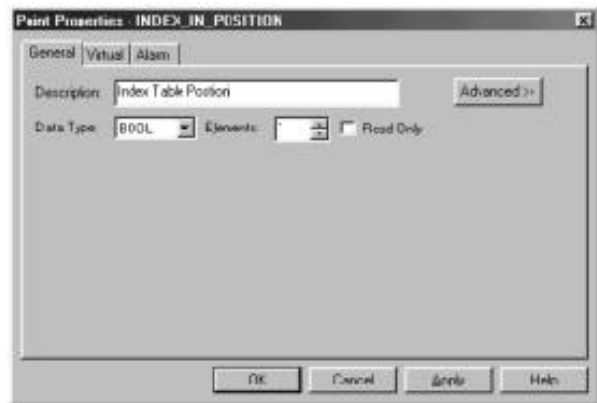 Point Properties - INDEX_IN_POSITION
General Virtual Alarm
Description: Index Table Postion Advanced >>
Data Type: BOOL Elements: Read Only
OK Cancel Apply Help